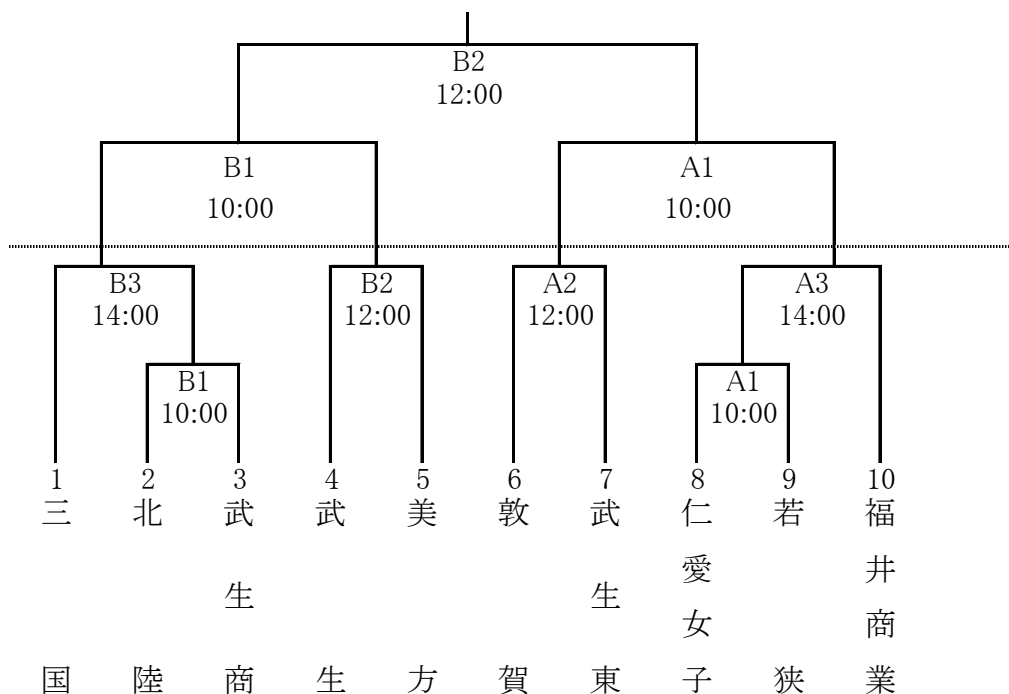 B2
12:00
B1
10:00
A1
10:00
B3
14:00
B2
12:00
A2
12:00
A3
14:00
B1
10:00
A1
10:00
1
三国
2
北陸
3
武生商
4
武生
5
美方
6
敦賀
7
武生東
8
仁愛女子
9
若狭
10
福井商業